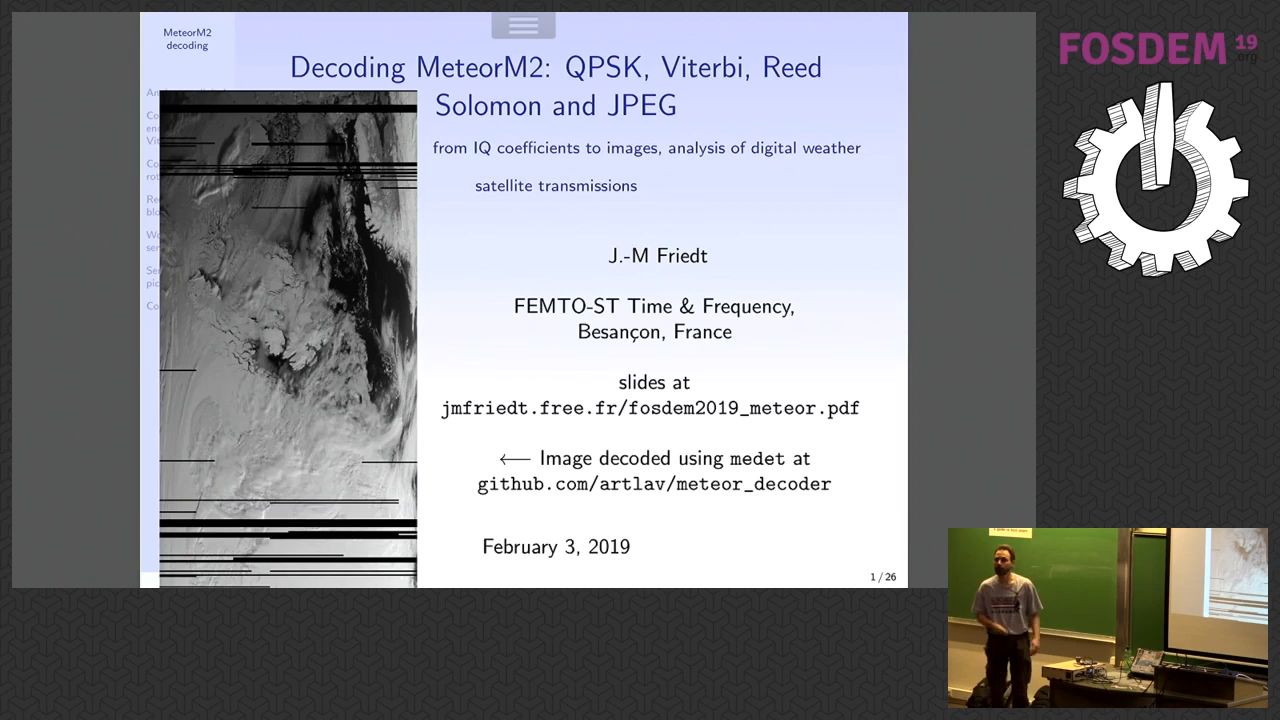 MeteorM2
decoding
Decoding MeteorM2: QPSK, Viterbi, Reed
Solomon and JPEG
from IQ coefficients to images, analysis of digital weather
satellite transmissions
J.-M Friedt
FEMTO-ST Time & Frequency,
Besançon, France
slides at
jmfriedt.free.fr/fosdem2019_meteor.pdf
⟵ Image decoded using medet at
github.com/artlav/meteor_decoder
February 3, 2019
1 / 26
FOSDEM 19
.org